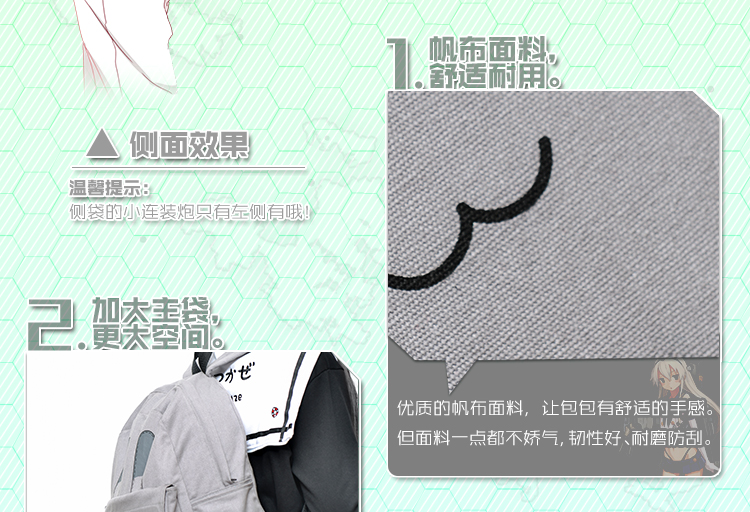 1.帆布面料,
舒适耐用。
▲ 侧面效果
温馨提示:
侧袋的小连装炮只有左侧有哦!
2.加大主袋,
更大空间。
つかぜ
ze
优质的帆布面料，让包包有舒适的手感。
但面料一点都不娇气,韧性好、耐磨防刮。